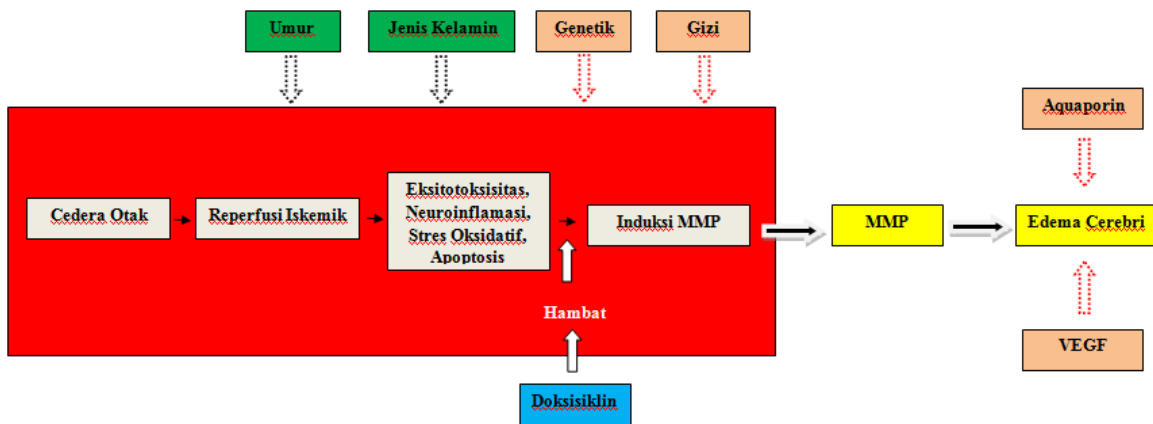 Umur
Jenis Kelamin
Genetik
Gizi
Aquaporin
Cedera Otak
Reperfusi Iskemik
Eksitotoksisitas,
Neuroinflamasi,
Stres Oksidatif,
Apoptosis
Induksi MMP
MMP
Edema Cerebri
Hambat
VEGF
Doksisiklin